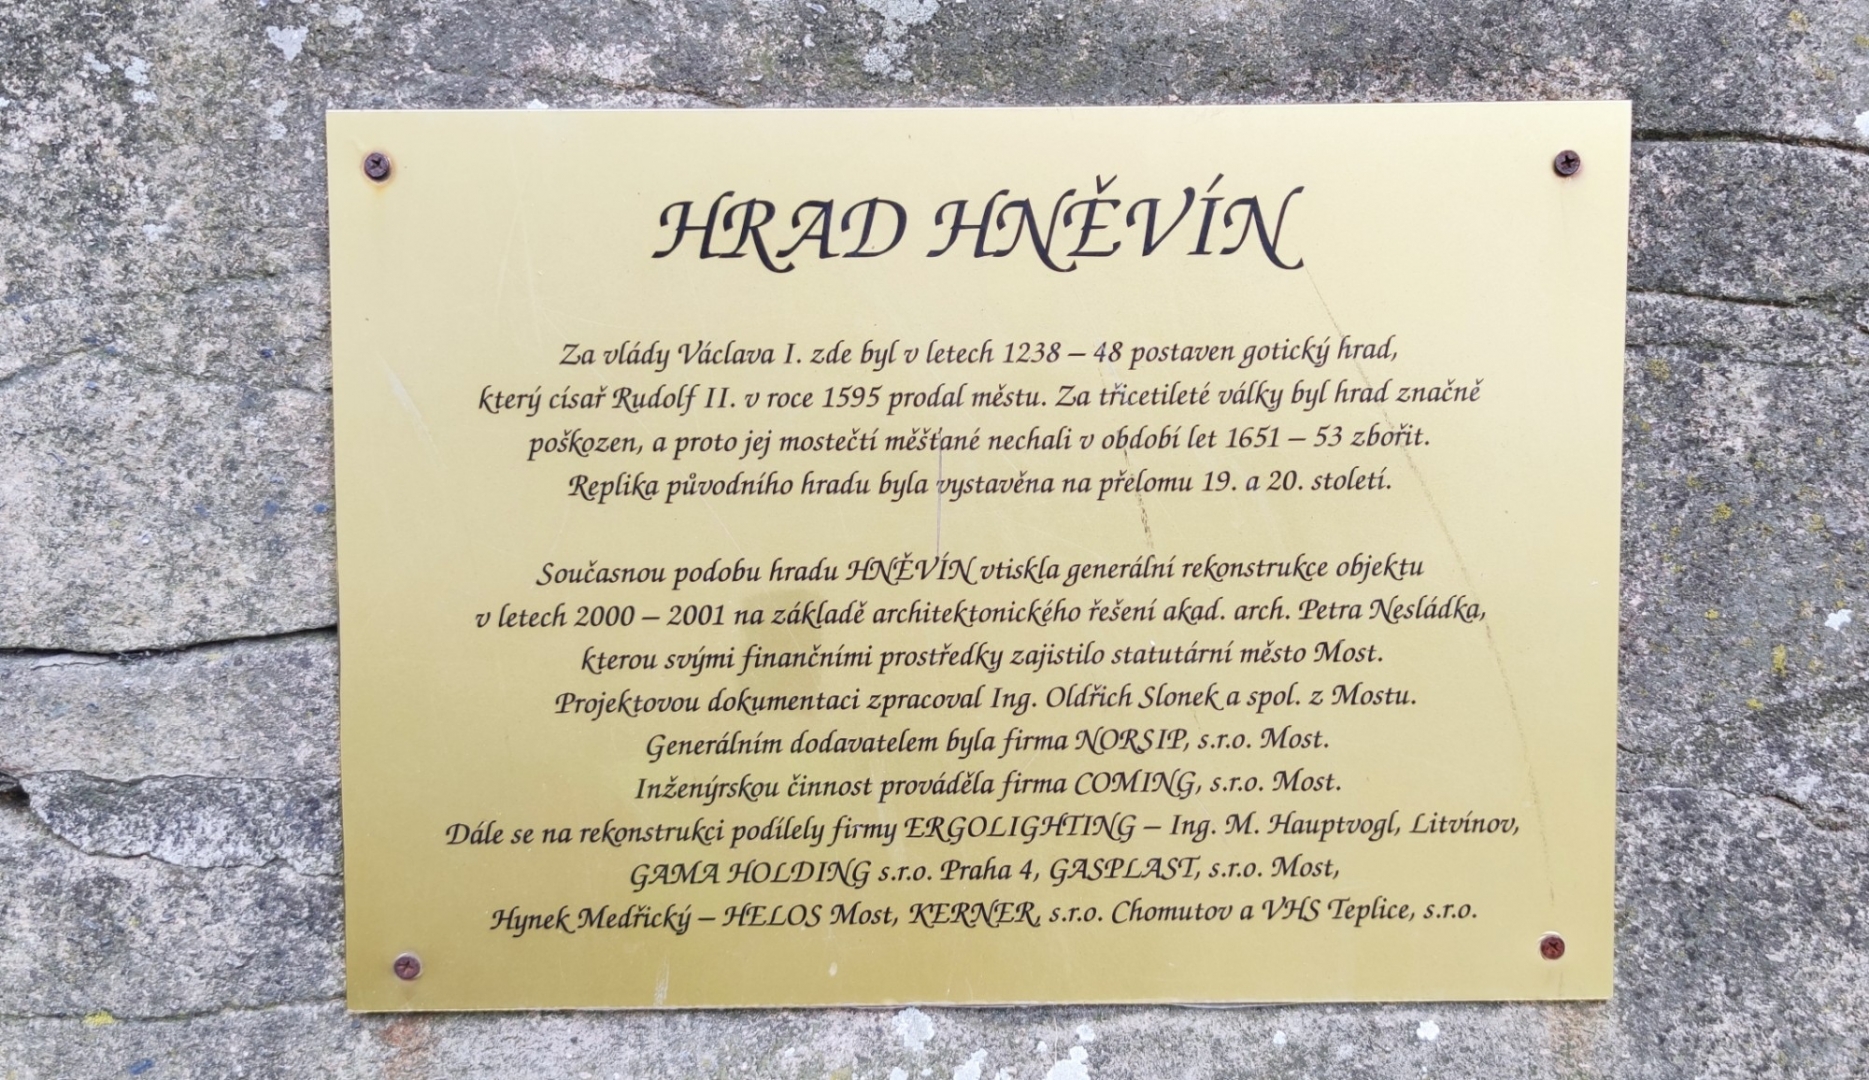 HRAD HNĚVÍN
Za vlády Václava I. zde byl v letech 1238 – 48 postaven gotický hrad,
který císař Rudolf II. v roce 1595 prodal městu. Za třicetileté války byl hrad značně
poškozen, a proto jej mostečtí měšťané nechali v období let 1651 – 53 zbořit.
Replika původního hradu byla vystavěna na přelomu 19. a 20. století.
Současnou podobu hradu HNĚVÍN vtiskla generální rekonstrukce objektu
v letech 2000 – 2001 na základě architektonického řešení akad. arch. Petra Nesládka,
kterou svými finančními prostředky zajistilo statutární město Most.
Projektovou dokumentaci zpracoval Ing. Oldřich Slonek a spol. z Mostu.
Generálním dodavatelem byla firma NORSIP, s.r.o. Most.
Inženýrskou činnost prováděla firma COMING, s.r.o. Most.
Dále se na rekonstrukci podílely firmy ERGOLIGHTING – Ing. M. Hauptvogl, Litvínov,
GAMA HOLDING s.r.o. Praha 4, GASPLAST, s.r.o. Most,
Hynek Medřický – HELOS Most, KERNER, s.r.o. Chomutov a VHS Teplice, s.r.o.